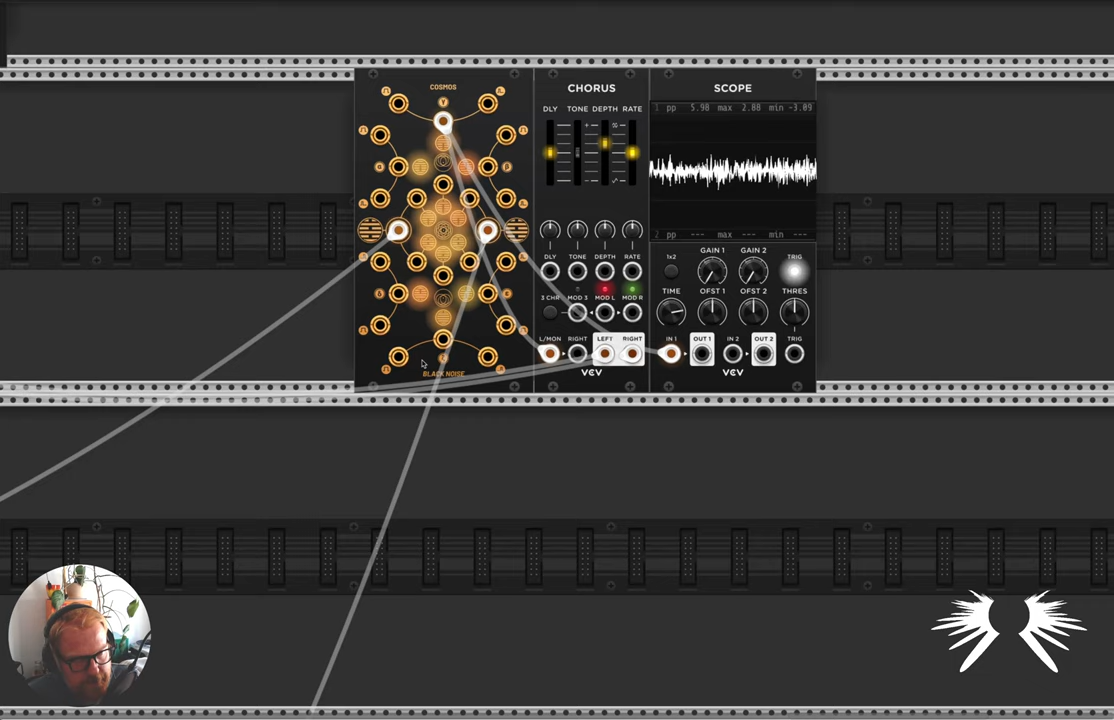 COSMOS
BLACK NOISE
CHORUS
DLY TONE DEPTH RATE
DLY TONE DEPTH RATE
3 CHR MOD 3 MOD L MOD R
L/MON RIGHT LEFT RIGHT
VCV
SCOPE
1 pp 5.98 max 2.88 min -3.09
2 pp --- max --- min ---
1x2 GAIN 1 GAIN 2 TRIG
TIME OFST 1 OFST 2 THRES
IN 1 OUT 1 IN 2 OUT 2 TRIG
VCV